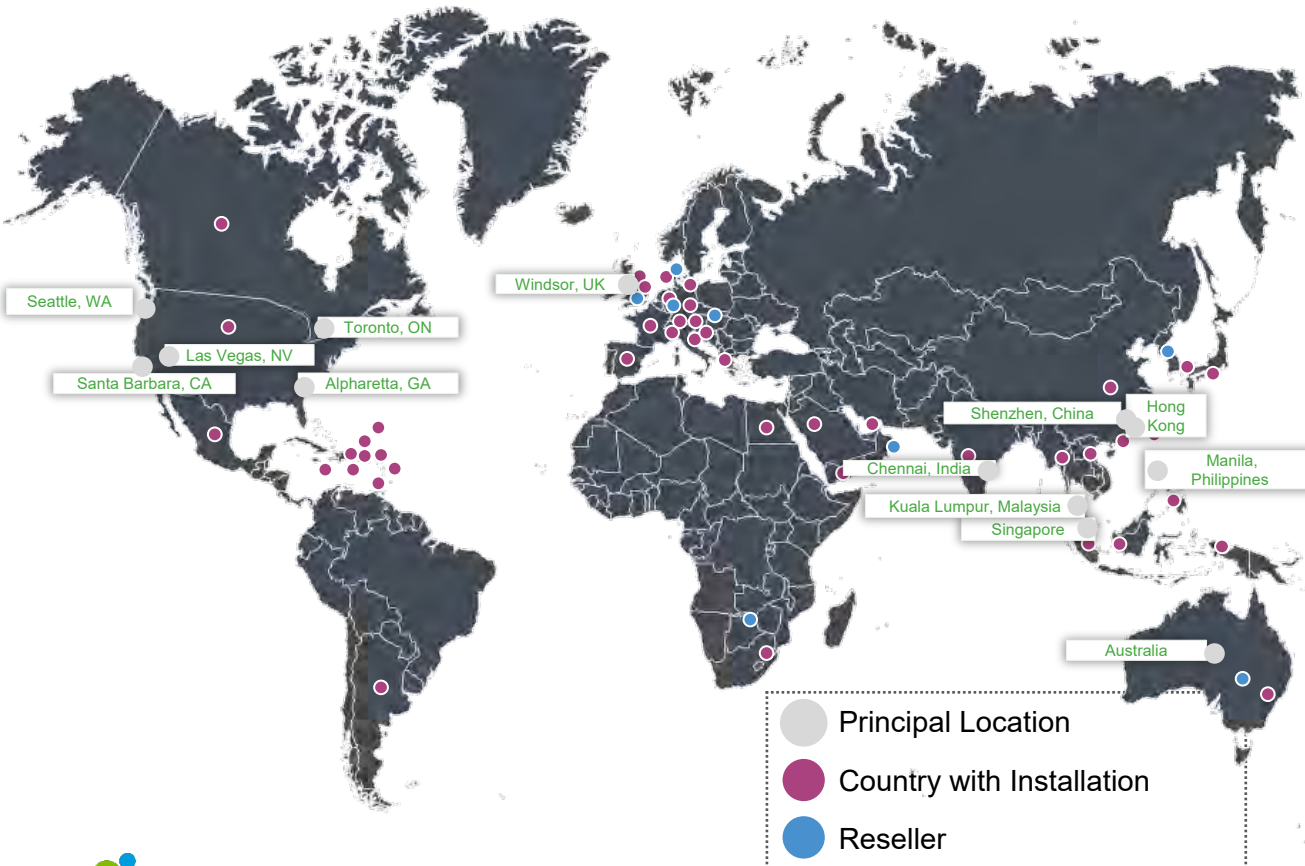 Seattle, WA
Toronto, ON
Las Vegas, NV
Santa Barbara, CA
Alpharetta, GA
Windsor, UK
Shenzhen, China
Hong
Kong
Chennai, India
Manila,
Philippines
Kuala Lumpur, Malaysia
Singapore
Australia
Principal Location
Country with Installation
Reseller